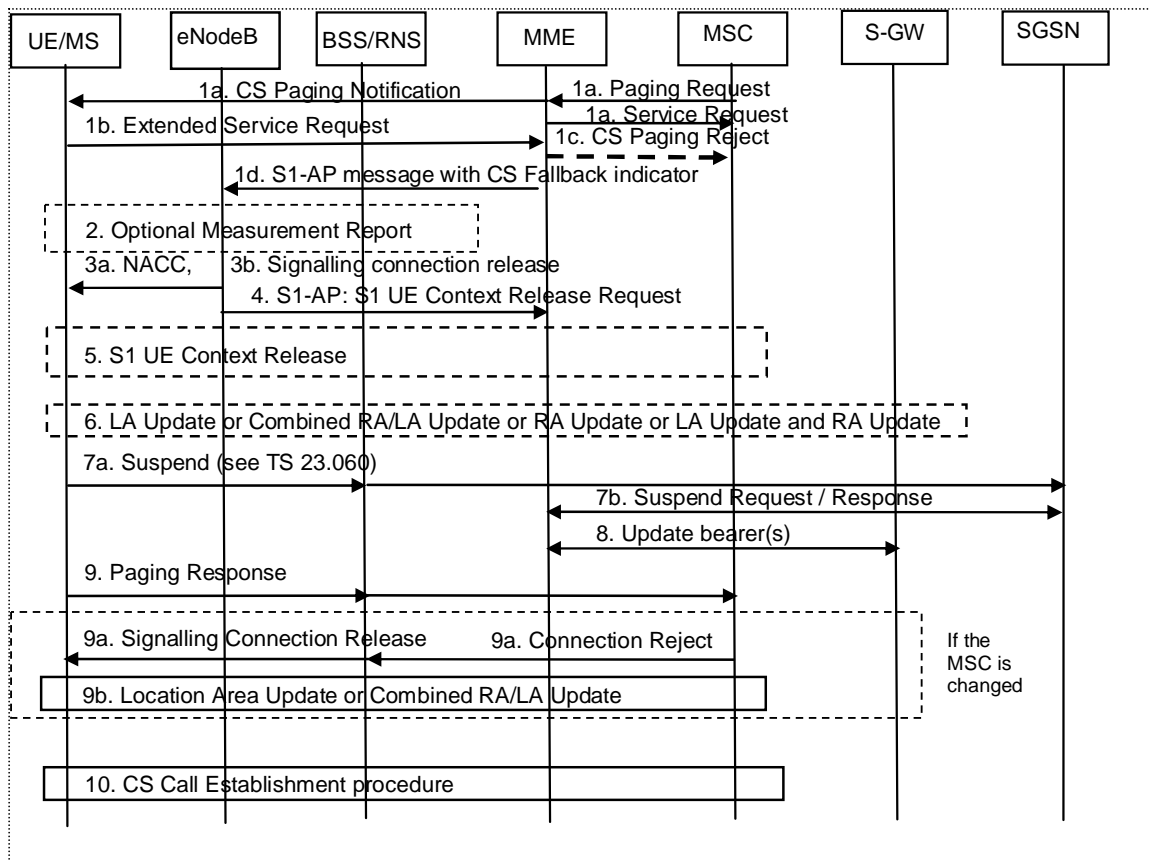 UE/MS
eNodeB
BSS/RNS
MME
MSC
S-GW
SGSN
1a. CS Paging Notification
1a. Paging Request
1a. Service Request
1b. Extended Service Request
1c. CS Paging Reject
1d. S1-AP message with CS Fallback indicator
2. Optional Measurement Report
3a. NACC,
3b. Signalling connection release
4. S1-AP: S1 UE Context Release Request
5. S1 UE Context Release
6. LA Update or Combined RA/LA Update or RA Update or LA Update and RA Update
7a. Suspend (see TS 23.060)
7b. Suspend Request / Response
8. Update bearer(s)
9. Paging Response
9a. Signalling Connection Release
9a. Connection Reject
If the
MSC is
changed
9b. Location Area Update or Combined RA/LA Update
10. CS Call Establishment procedure